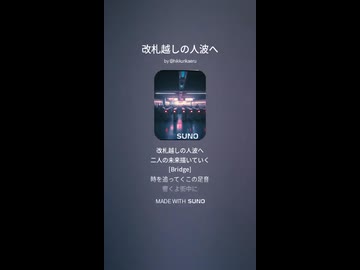 改札越しの人波へ
by @hikkurikaeru
SUNO
改札越しの人波へ
二人の未来描いていく
[Bridge]
時を追ってくこの足音
響くよ街中に
MADE WITH SUNO